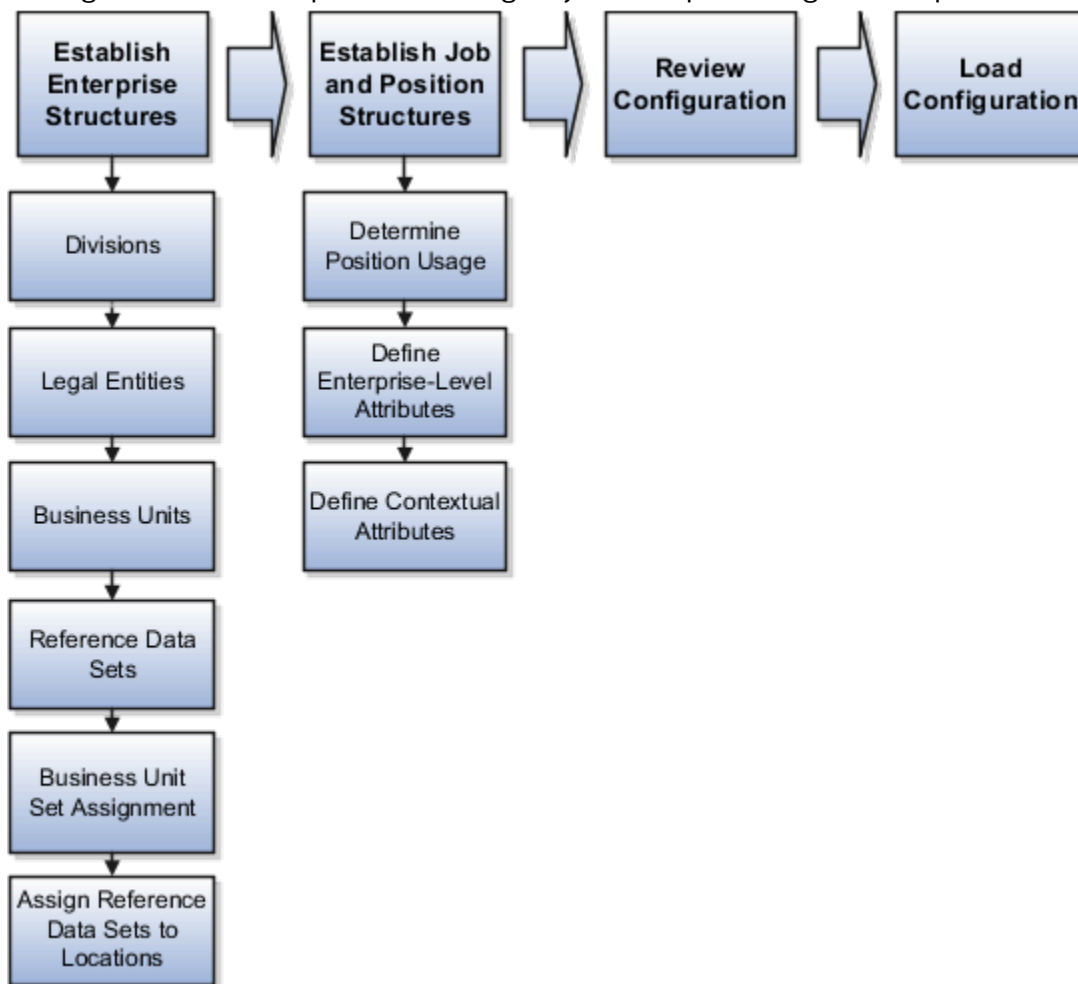 Establish
Enterprise
Structures
Establish Job
and Position
Structures
Review
Configuration
Load
Configuration
Divisions
Legal Entities
Business Units
Reference Data
Sets
Business Unit
Set Assignment
Assign Reference
Data Sets to
Locations
Determine
Position Usage
Define
Enterprise-Level
Attributes
Define Contextual
Attributes